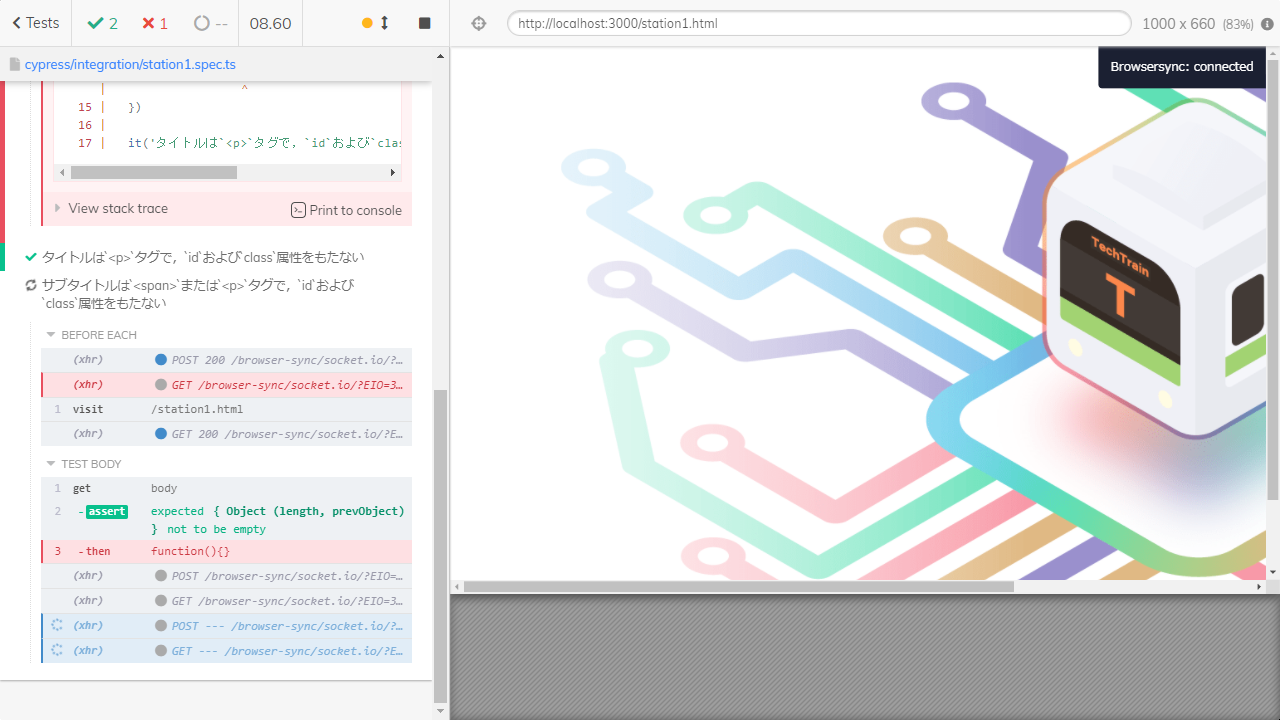 Tests
2
1
--
08.60
http://localhost:3000/station1.html
1000 x 660 (83%)
cypress/integration/station1.spec.ts
Browsersync: connected
| ^
15 | })
16 |
17 | it('タイトルは`<p>`タグで，`id`および`clas
View stack trace
Print to console
タイトルは`<p>`タグで，`id`および`class`属性をもたない
サブタイトルは`<span>`または`<p>`タグで，`id`および
`class`属性をもたない
BEFORE EACH
(xhr) POST 200 /browser-sync/socket.io/?…
(xhr) GET /browser-sync/socket.io/?EIO=3…
1 visit /station1.html
(xhr) GET 200 /browser-sync/socket.io/?E…
TEST BODY
1 get body
2 -assert expected { Object (length, prevObject)
} not to be empty
3 -then function(){}
(xhr) POST /browser-sync/socket.io/?EIO=…
(xhr) GET /browser-sync/socket.io/?EIO=3…
(xhr) POST --- /browser-sync/socket.io/?…
(xhr) GET --- /browser-sync/socket.io/?E…
TechTrain
T